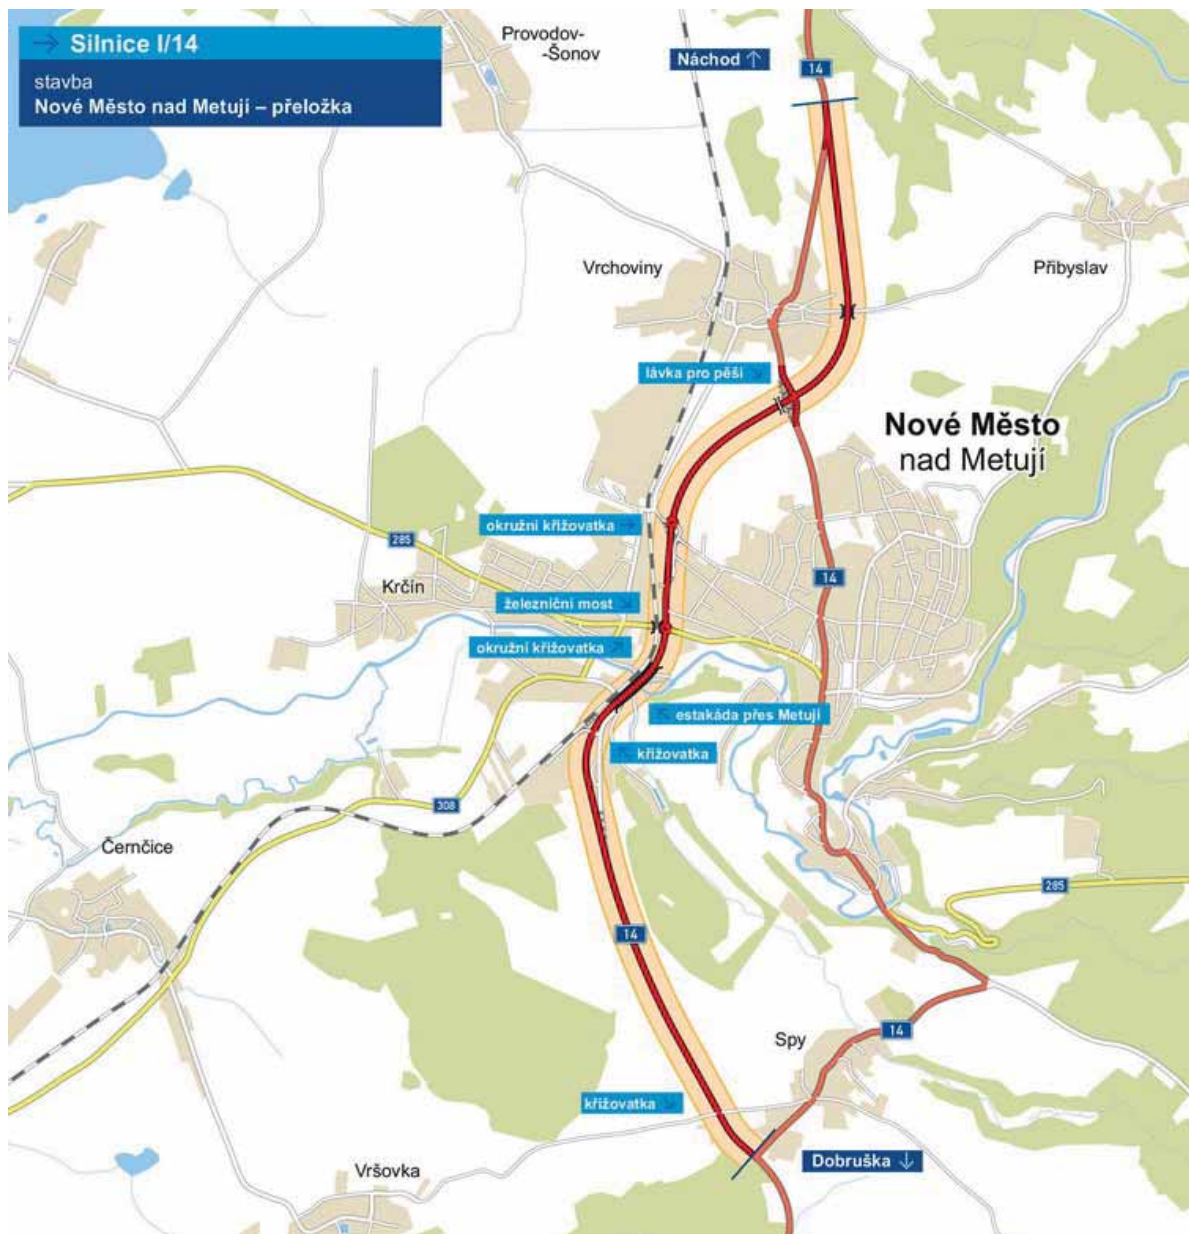 → Silnice I/14
stavba
Nové Město nad Metují – přeložka
Provodov-
-Šonov
Náchod ↑
14
Vrchoviny
Přibyslav
lávka pro pěší ↘
Nové Město
nad Metují
okružní křižovatka →
285
Krčín
14
železniční most ↘
okružní křižovatka ↗
estakáda přes Metuji
křižovatka
308
Černčice
285
14
Spy
14
křižovatka ↘
Dobruška ↓
Vršovka